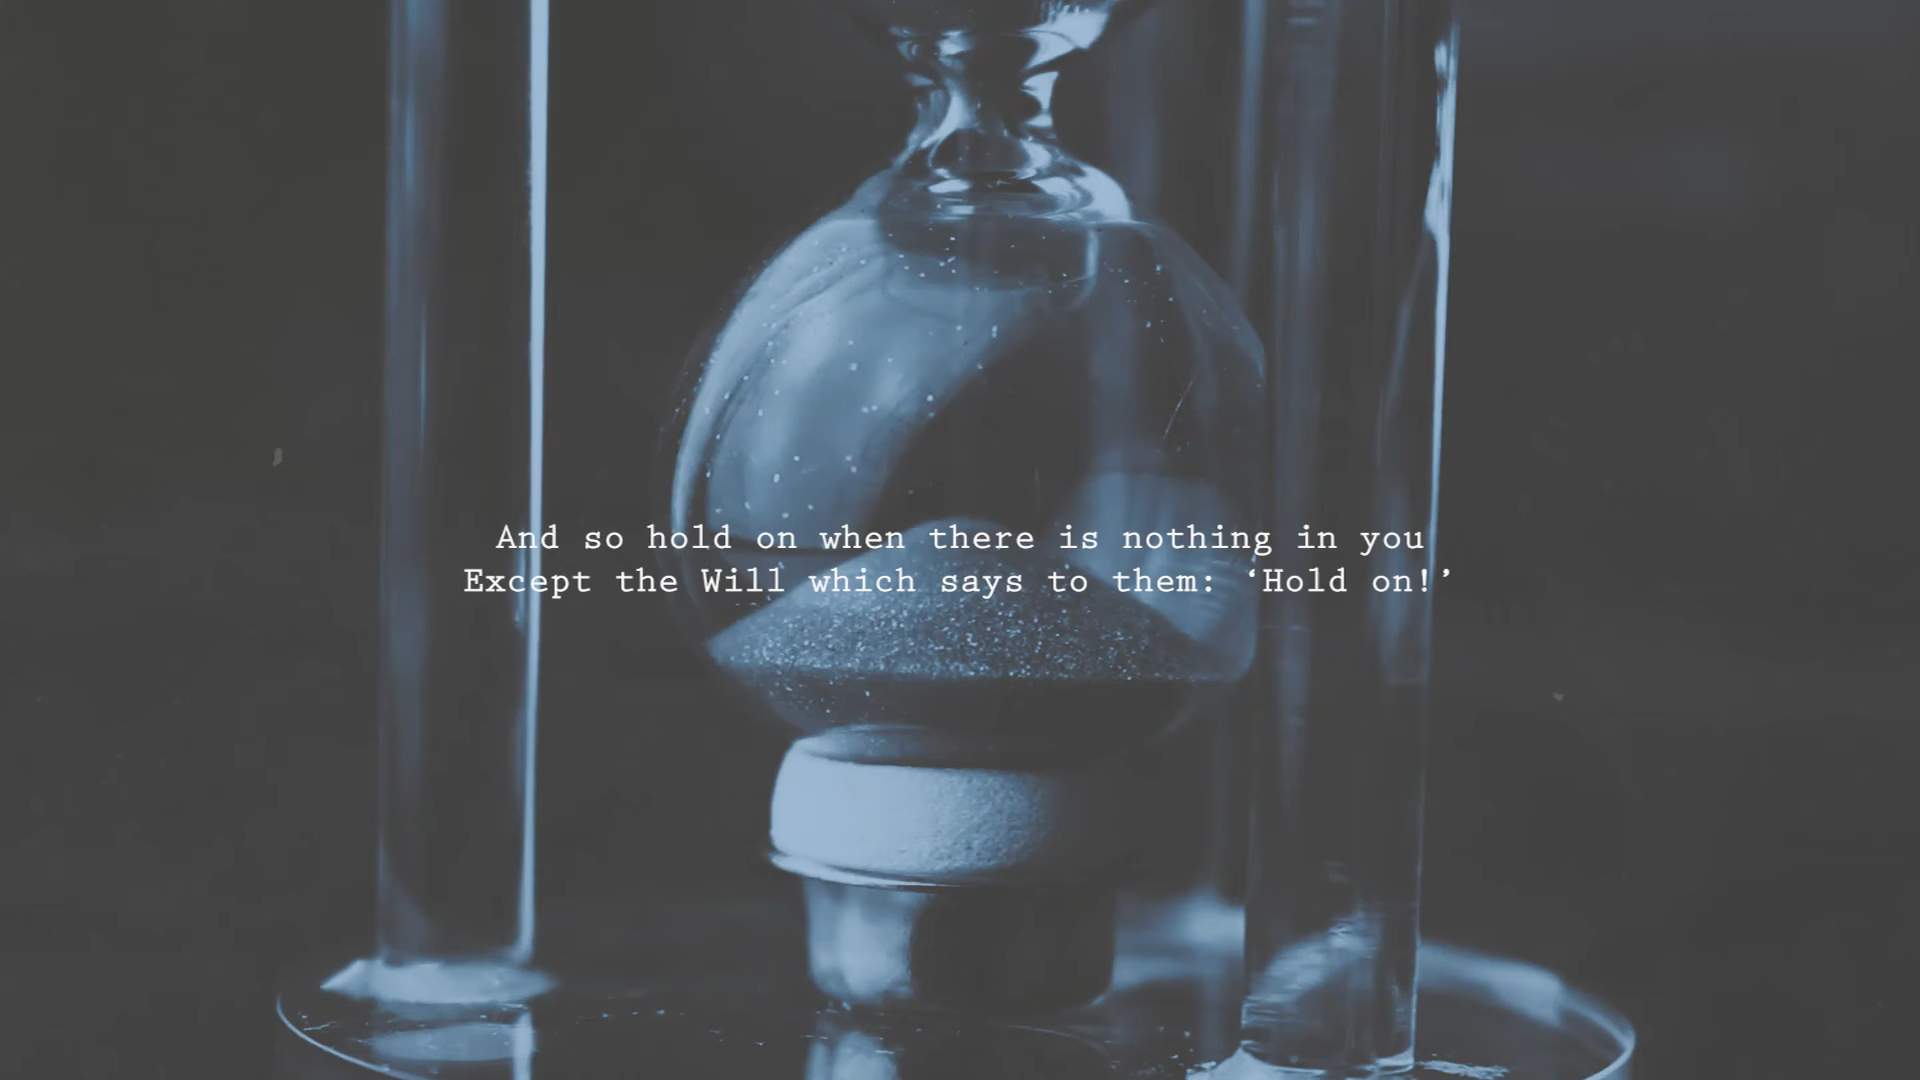 And so hold on when there is nothing in you
Except the Will which says to them: ‘Hold on!’